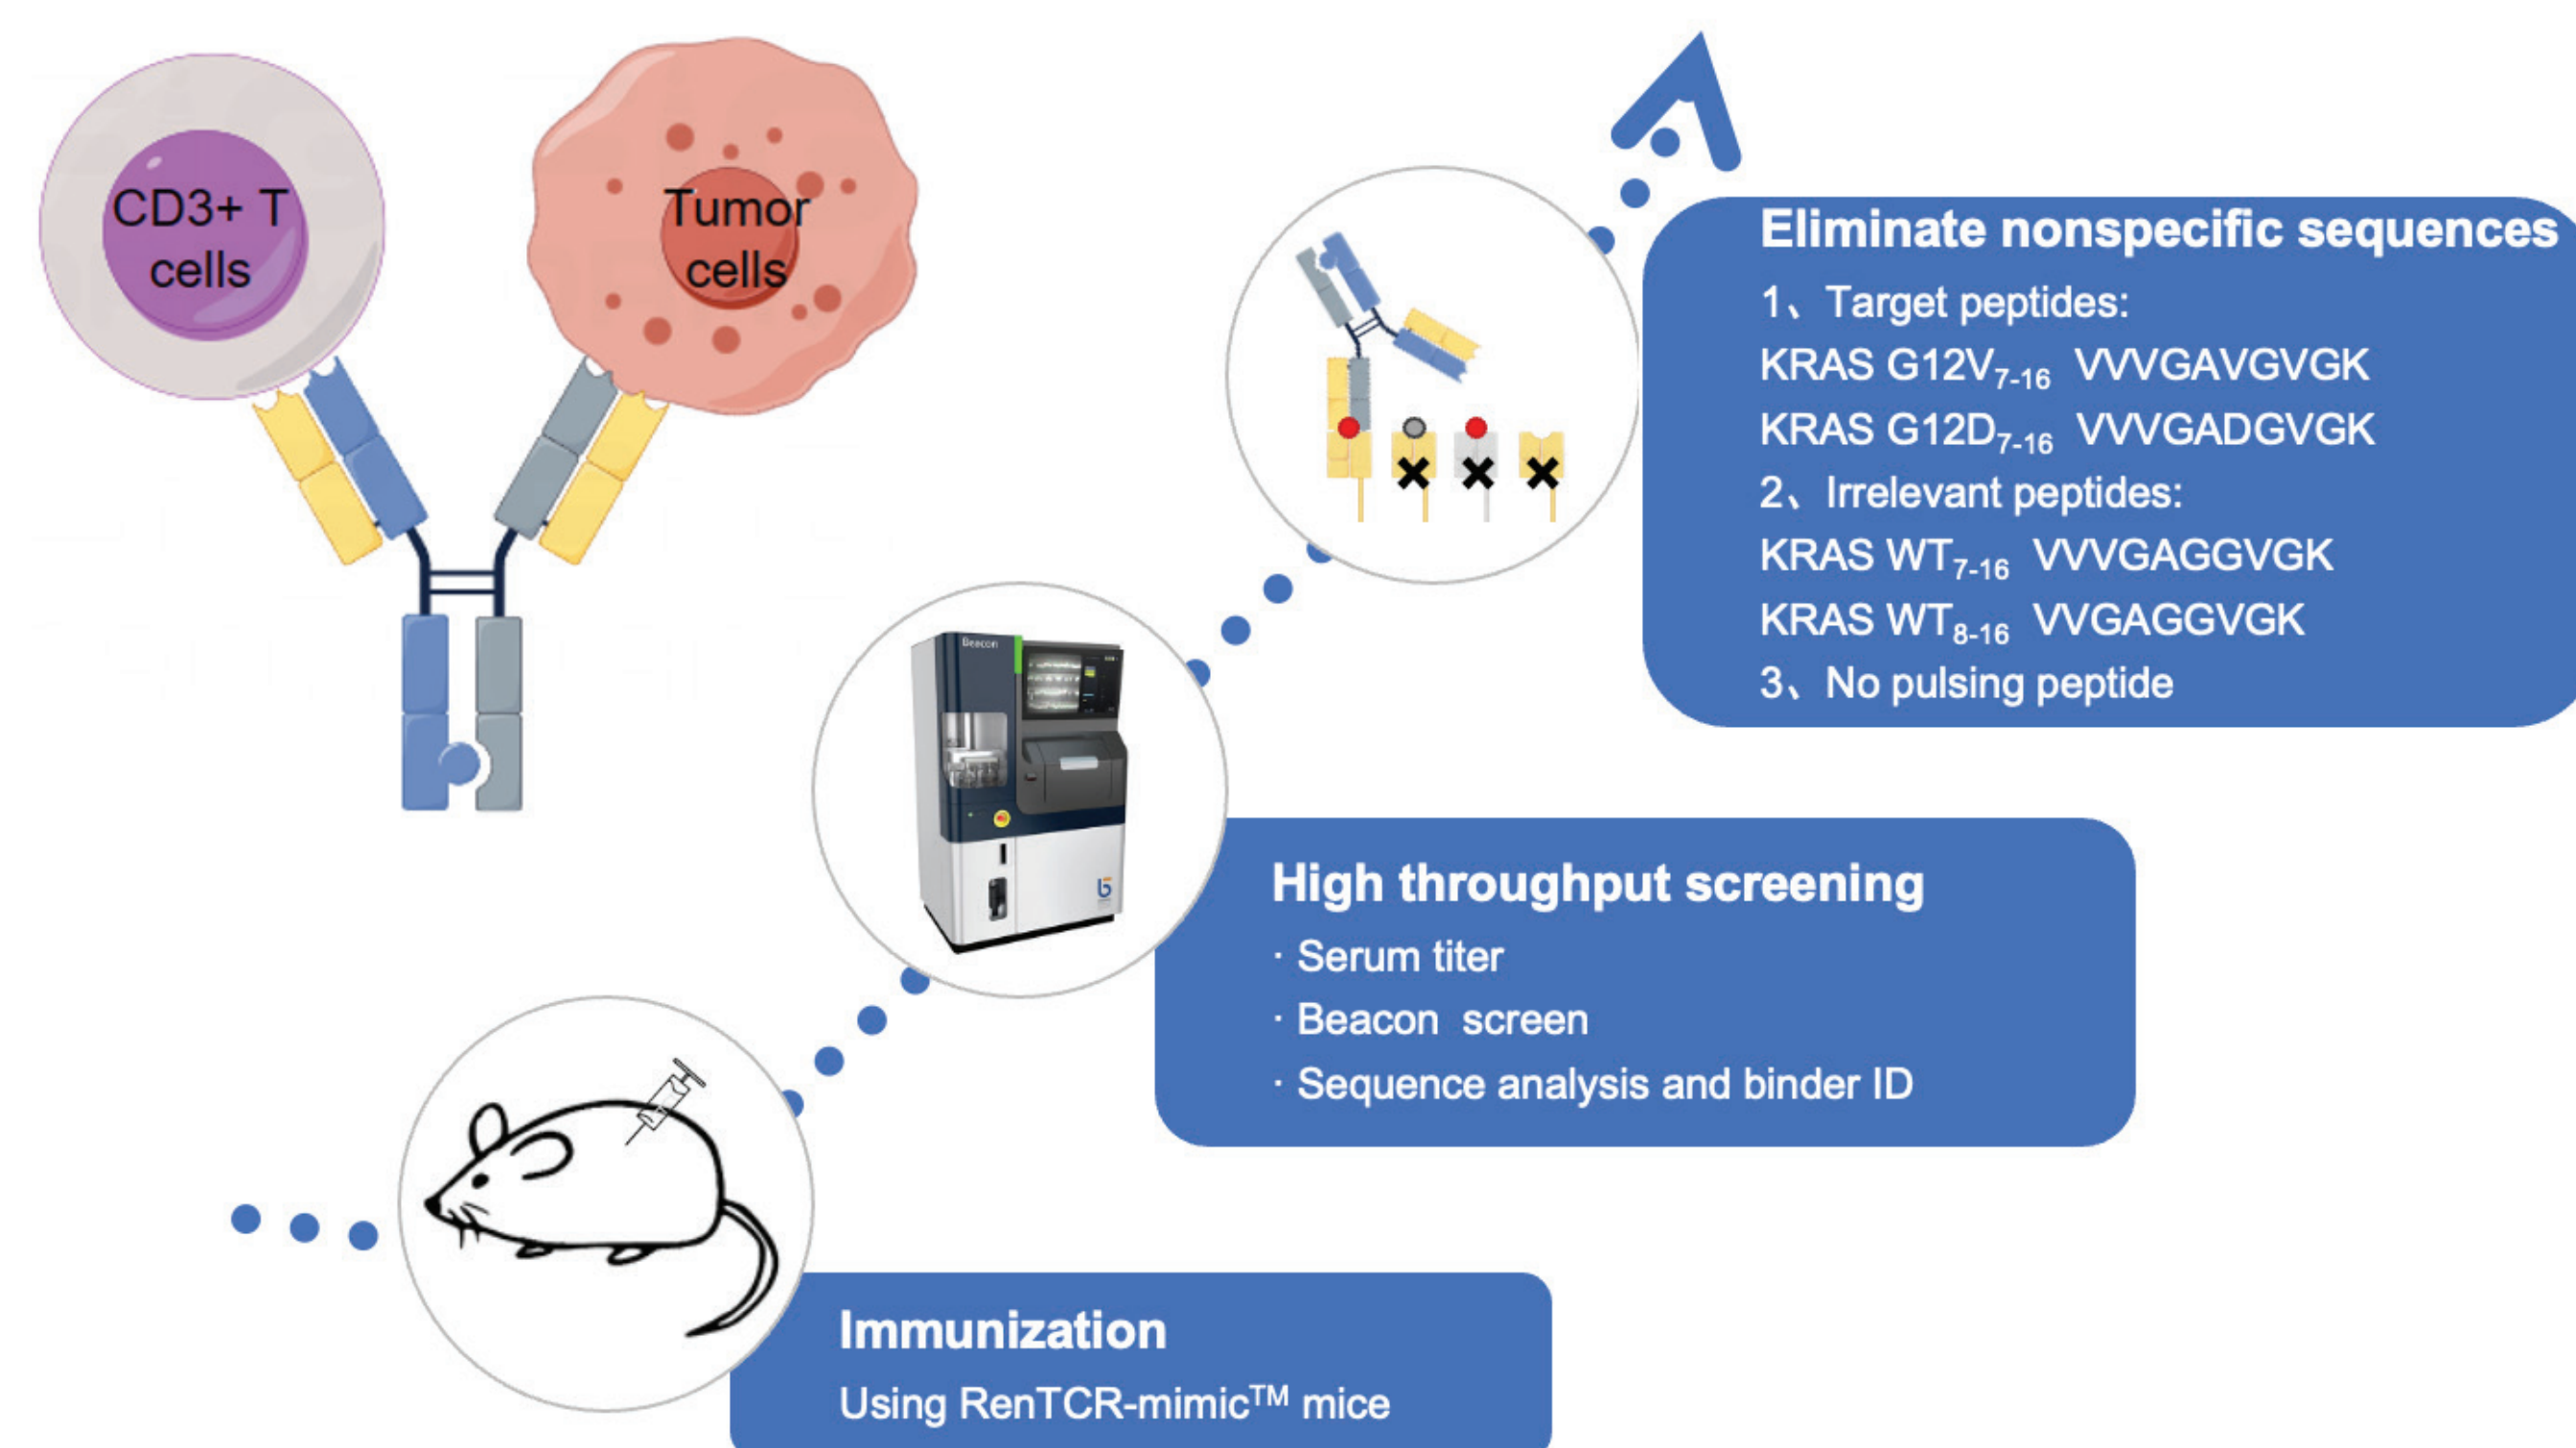 CD3+ T
cells
Tumor
cells
Eliminate nonspecific sequences
1、Target peptides:
KRAS G12V7-16 VVVGAVGVGK
KRAS G12D7-16 VVVGADGVGK
2、Irrelevant peptides:
KRAS WT7-16 VVVGAGGVGK
KRAS WT8-16 VVGAGGVGK
3、No pulsing peptide
Beacon
High throughput screening
· Serum titer
· Beacon screen
· Sequence analysis and binder ID
Immunization
Using RenTCR-mimic™ mice